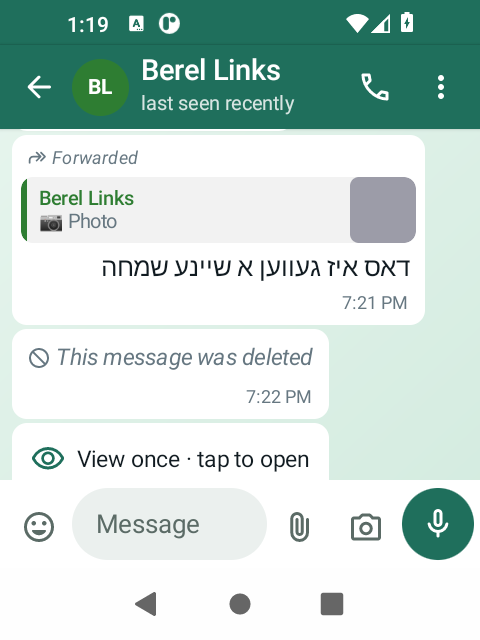 1:19
A
BL
Berel Links
last seen recently
Forwarded
Berel Links
📷 Photo
דאס איז געווען א שיינע שמחה
7:21 PM
This message was deleted
7:22 PM
View once · tap to open
Message